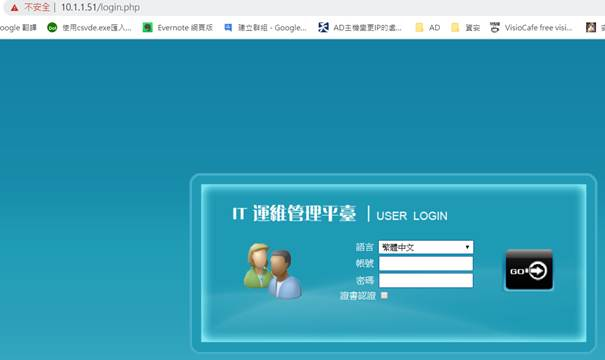 不安全 | 10.1.1.51/login.php
oogle 翻譯 使用csvde.exe匯入... Evernote 網頁版 建立群組 - Google... AD主機變更IP的處... AD 資安 VisioCafe free visi...
IT 運維管理平臺 | USER LOGIN
語言 繁體中文
帳號
密碼
證書認證
GO